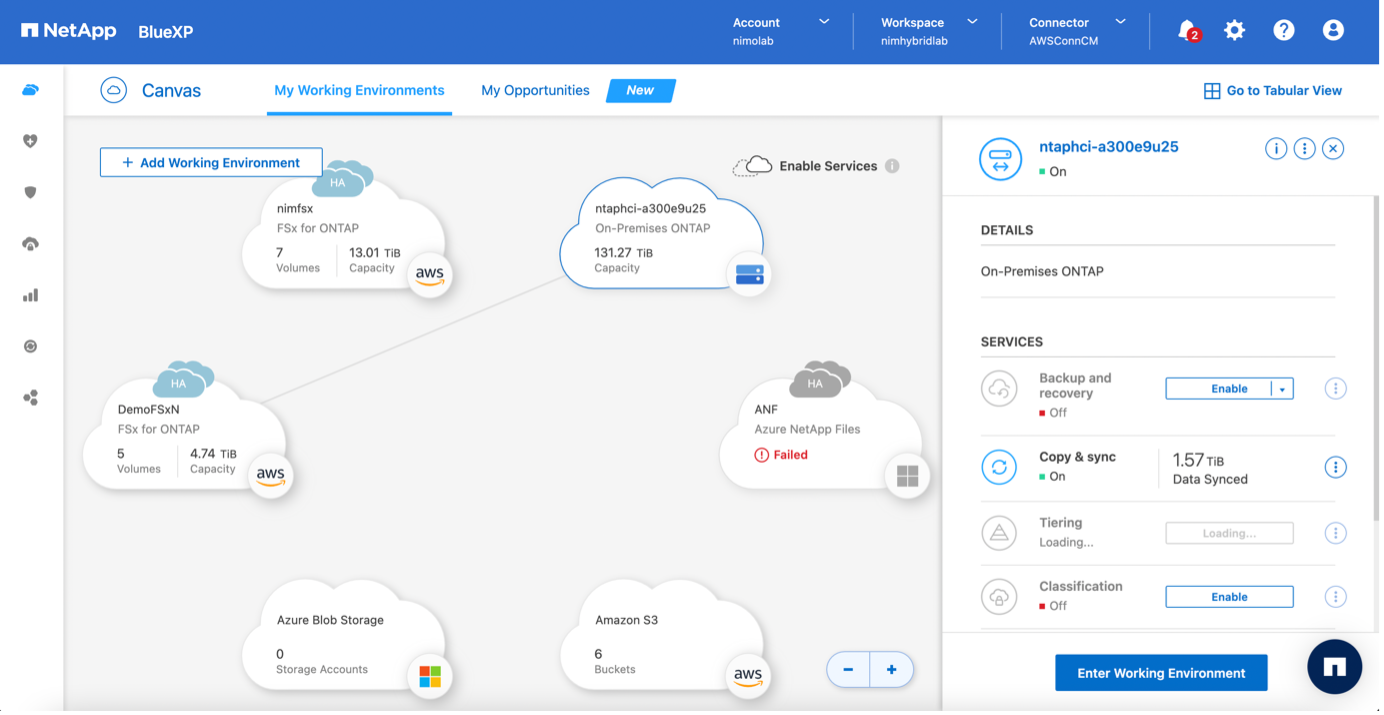 NetApp BlueXP
Account
nimolab
Workspace
nimhybridlab
Connector
AWSConnCM
2
Canvas
My Working Environments
My Opportunities
New
Go to Tabular View
+ Add Working Environment
Enable Services
HA
nimfsx
FSx for ONTAP
7
Volumes
13.01 TiB
Capacity
aws
ntaphci-a300e9u25
On-Premises ONTAP
131.27 TiB
Capacity
HA
DemoFSxN
FSx for ONTAP
5
Volumes
4.74 TiB
Capacity
aws
HA
ANF
Azure NetApp Files
Failed
Azure Blob Storage
0
Storage Accounts
Amazon S3
6
Buckets
aws
ntaphci-a300e9u25
On
DETAILS
On-Premises ONTAP
SERVICES
Backup and
recovery
Off
Enable
Copy & sync
On
1.57 TiB
Data Synced
Tiering
Loading...
Loading...
Classification
Off
Enable
Enter Working Environment